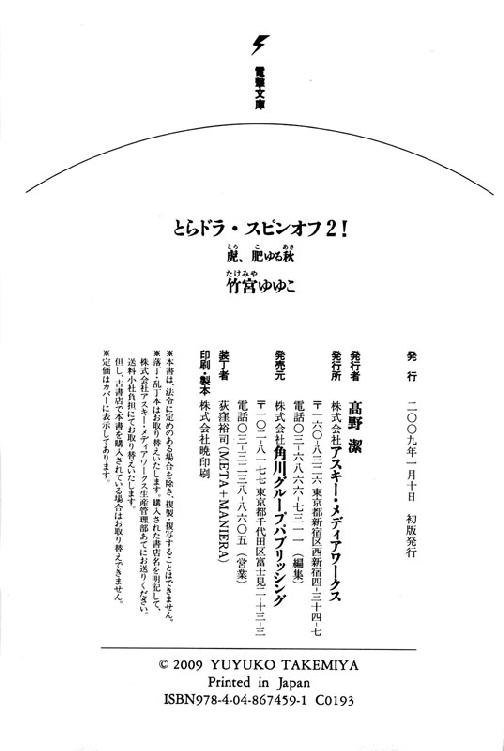 電撃文庫
とらドラ・スピンオフ2!
虎、肥ゆる秋
竹宮ゆゆこ
発行 二〇〇九年一月十日 初版発行
発行者 髙野 潔
発行所 株式会社アスキー・メディアワークス
〒一六〇-八三二六 東京都新宿区西新宿四-三十四-七
電話〇三-六八六六-七三一一(編集)
発売元 株式会社角川グループパブリッシング
〒一〇二-八一七七 東京都千代田区富士見二-十三-三
電話〇三-三二三八-八六〇五(営業)
装丁者 荻窪裕司(META+MANIERA)
印刷・製本 株式会社暁印刷
※本書は、法令に定めのある場合を除き、複製・複写することはできません。
※落丁・乱丁本はお取り替えいたします。購入された書店名を明記して、
株式会社アスキー・メディアワークス生産管理部あてにお送りください。
送料小社負担にてお取り替えいたします。
但し、古書店で本書を購入されている場合はお取り替えできません。
※定価はカバーに表示してあります。
© 2009 YUYUKO TAKEMIYA
Printed in Japan
ISBN978-4-04-867459-1 C0193